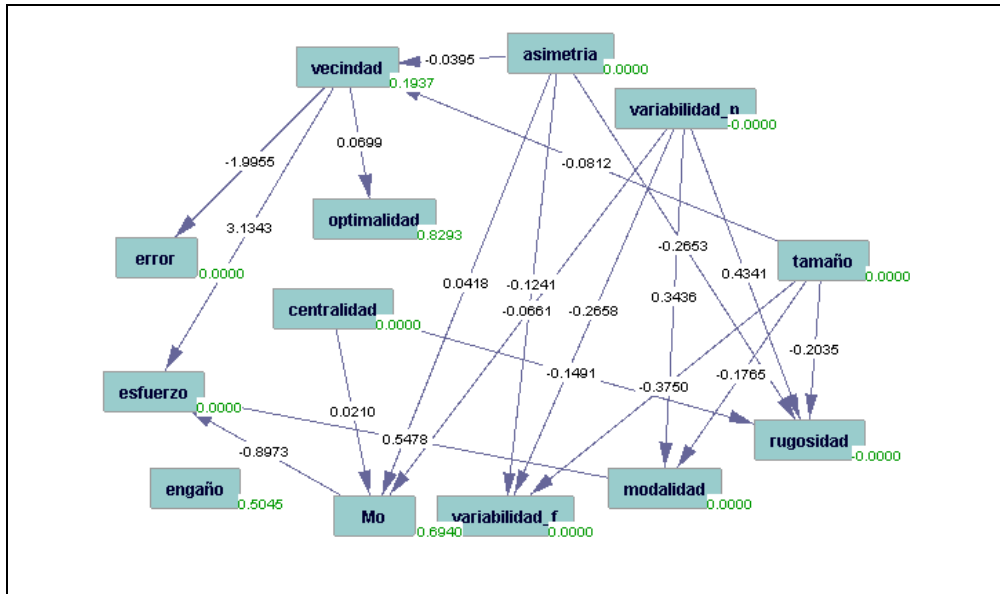 asimetria
-0.0395
vecindad
0.0000
0.1937
variabilidad_n
-0.0000
0.0699
-0.0812
-1.9955
optimalidad
3.1343
0.8293
-0.2653
error
tamaño
0.0000
0.4341
0.0000
0.0418
-0.1241
0.3436
centralidad
-0.0661
-0.2658
0.0000
-0.2035
-0.1491
-0.1765
-0.3750
esfuerzo
0.0000
0.0210
0.5478
rugosidad
-0.8973
-0.0000
engaño
modalidad
0.5045
0.0000
Mo
variabilidad_f
0.6940
0.0000